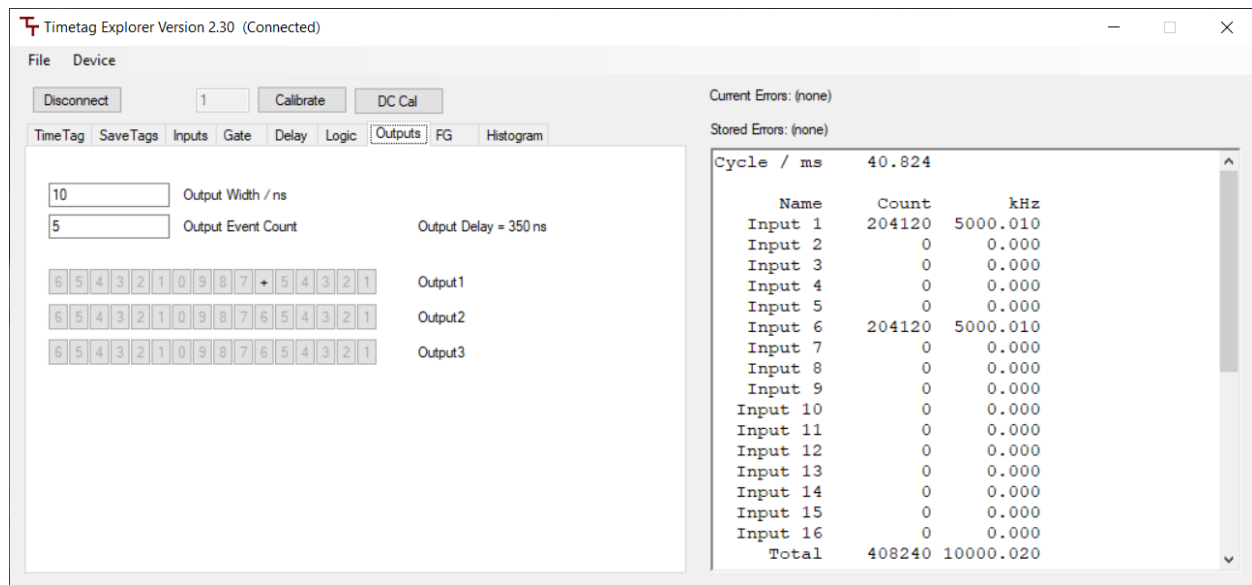 Timetag Explorer Version 2.30 (Connected)
File Device
Disconnect 1 Calibrate DC Cal
TimeTag SaveTags Inputs Gate Delay Logic Outputs FG Histogram
10 Output Width / ns
5 Output Event Count Output Delay = 350 ns
6 5 4 3 2 1 0 9 8 7 + 5 4 3 2 1 Output1
6 5 4 3 2 1 0 9 8 7 6 5 4 3 2 1 Output2
6 5 4 3 2 1 0 9 8 7 6 5 4 3 2 1 Output3
Current Errors: (none)
Stored Errors: (none)
Cycle / ms 40.824
Name Count kHz
Input 1 204120 5000.010
Input 2 0 0.000
Input 3 0 0.000
Input 4 0 0.000
Input 5 0 0.000
Input 6 204120 5000.010
Input 7 0 0.000
Input 8 0 0.000
Input 9 0 0.000
Input 10 0 0.000
Input 11 0 0.000
Input 12 0 0.000
Input 13 0 0.000
Input 14 0 0.000
Input 15 0 0.000
Input 16 0 0.000
Total 408240 10000.020